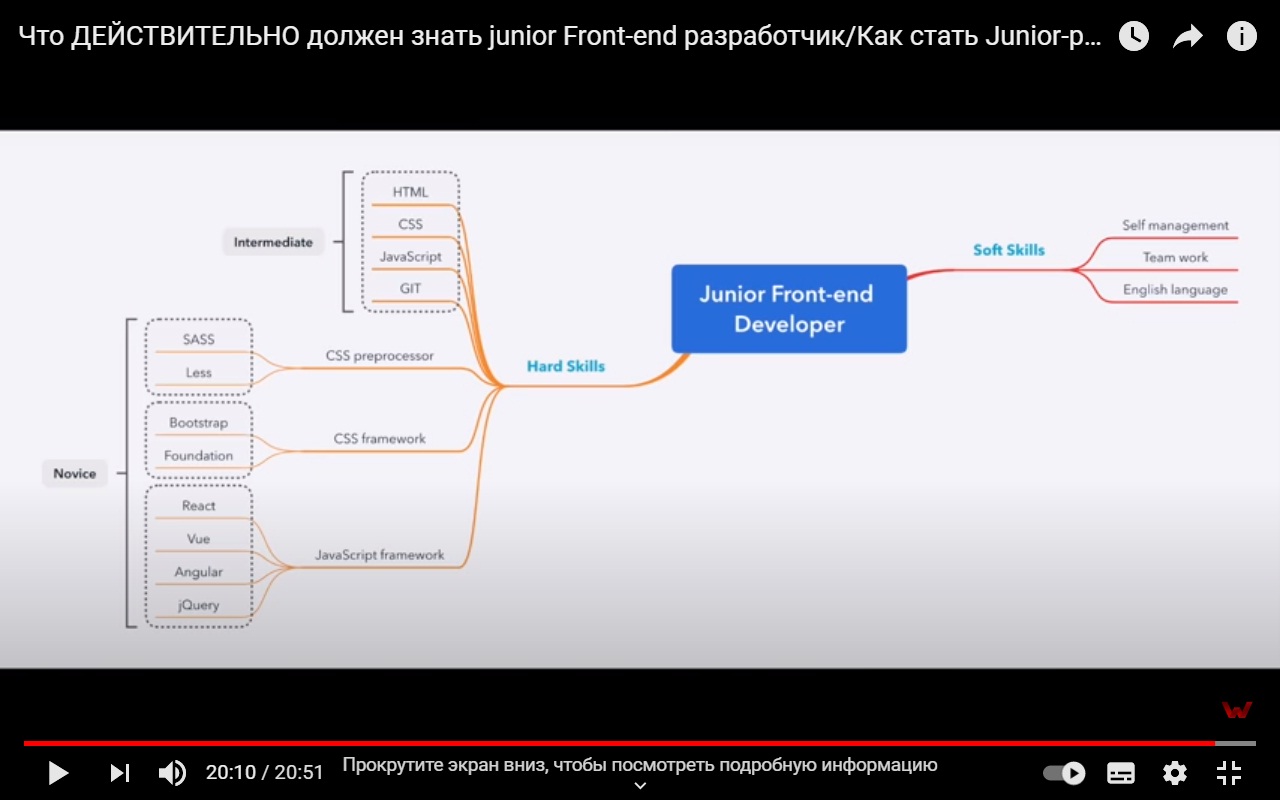 Что ДЕЙСТВИТЕЛЬНО должен знать junior Front-end разработчик/Как стать Junior-р...
HTML
CSS
JavaScript
GIT
Intermediate
SASS
Less
CSS preprocessor
Bootstrap
Foundation
CSS framework
Novice
React
Vue
Angular
jQuery
JavaScript framework
Hard Skills
Junior Front-end
Developer
Soft Skills
Self management
Team work
English language
W
20:10 / 20:51
Прокрутите экран вниз, чтобы посмотреть подробную информацию